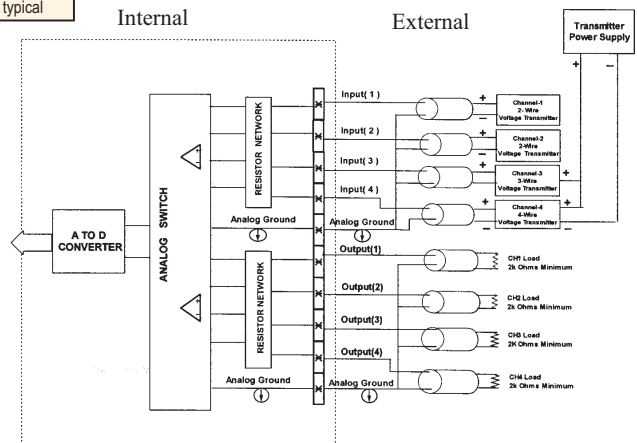 typical
Internal
External
Transmitter
Power Supply
+
–
Input( 1 )
+
–
Channel-1
2- Wire
Voltage Transmitter
Input( 2 )
+
–
Channel-2
2-Wire
Voltage Transmitter
Input( 3 )
+
–
Channel-3
3-Wire
Voltage Transmitter
+
Input( 4 )
+
–
Channel-4
4-Wire
Voltage Transmitter
+
–
RESISTOR NETWORK
Analog Ground
Analog Ground
A TO D
CONVERTER
ANALOG SWITCH
Output(1)
CH1 Load
2k Ohms Minimum
Output(2)
CH2 Load
2k Ohms Minimum
RESISTOR NETWORK
Output(3)
CH3 Load
2K Ohms Minimum
Output(4)
CH4 Load
2k Ohms Minimum
Analog Ground
Analog Ground